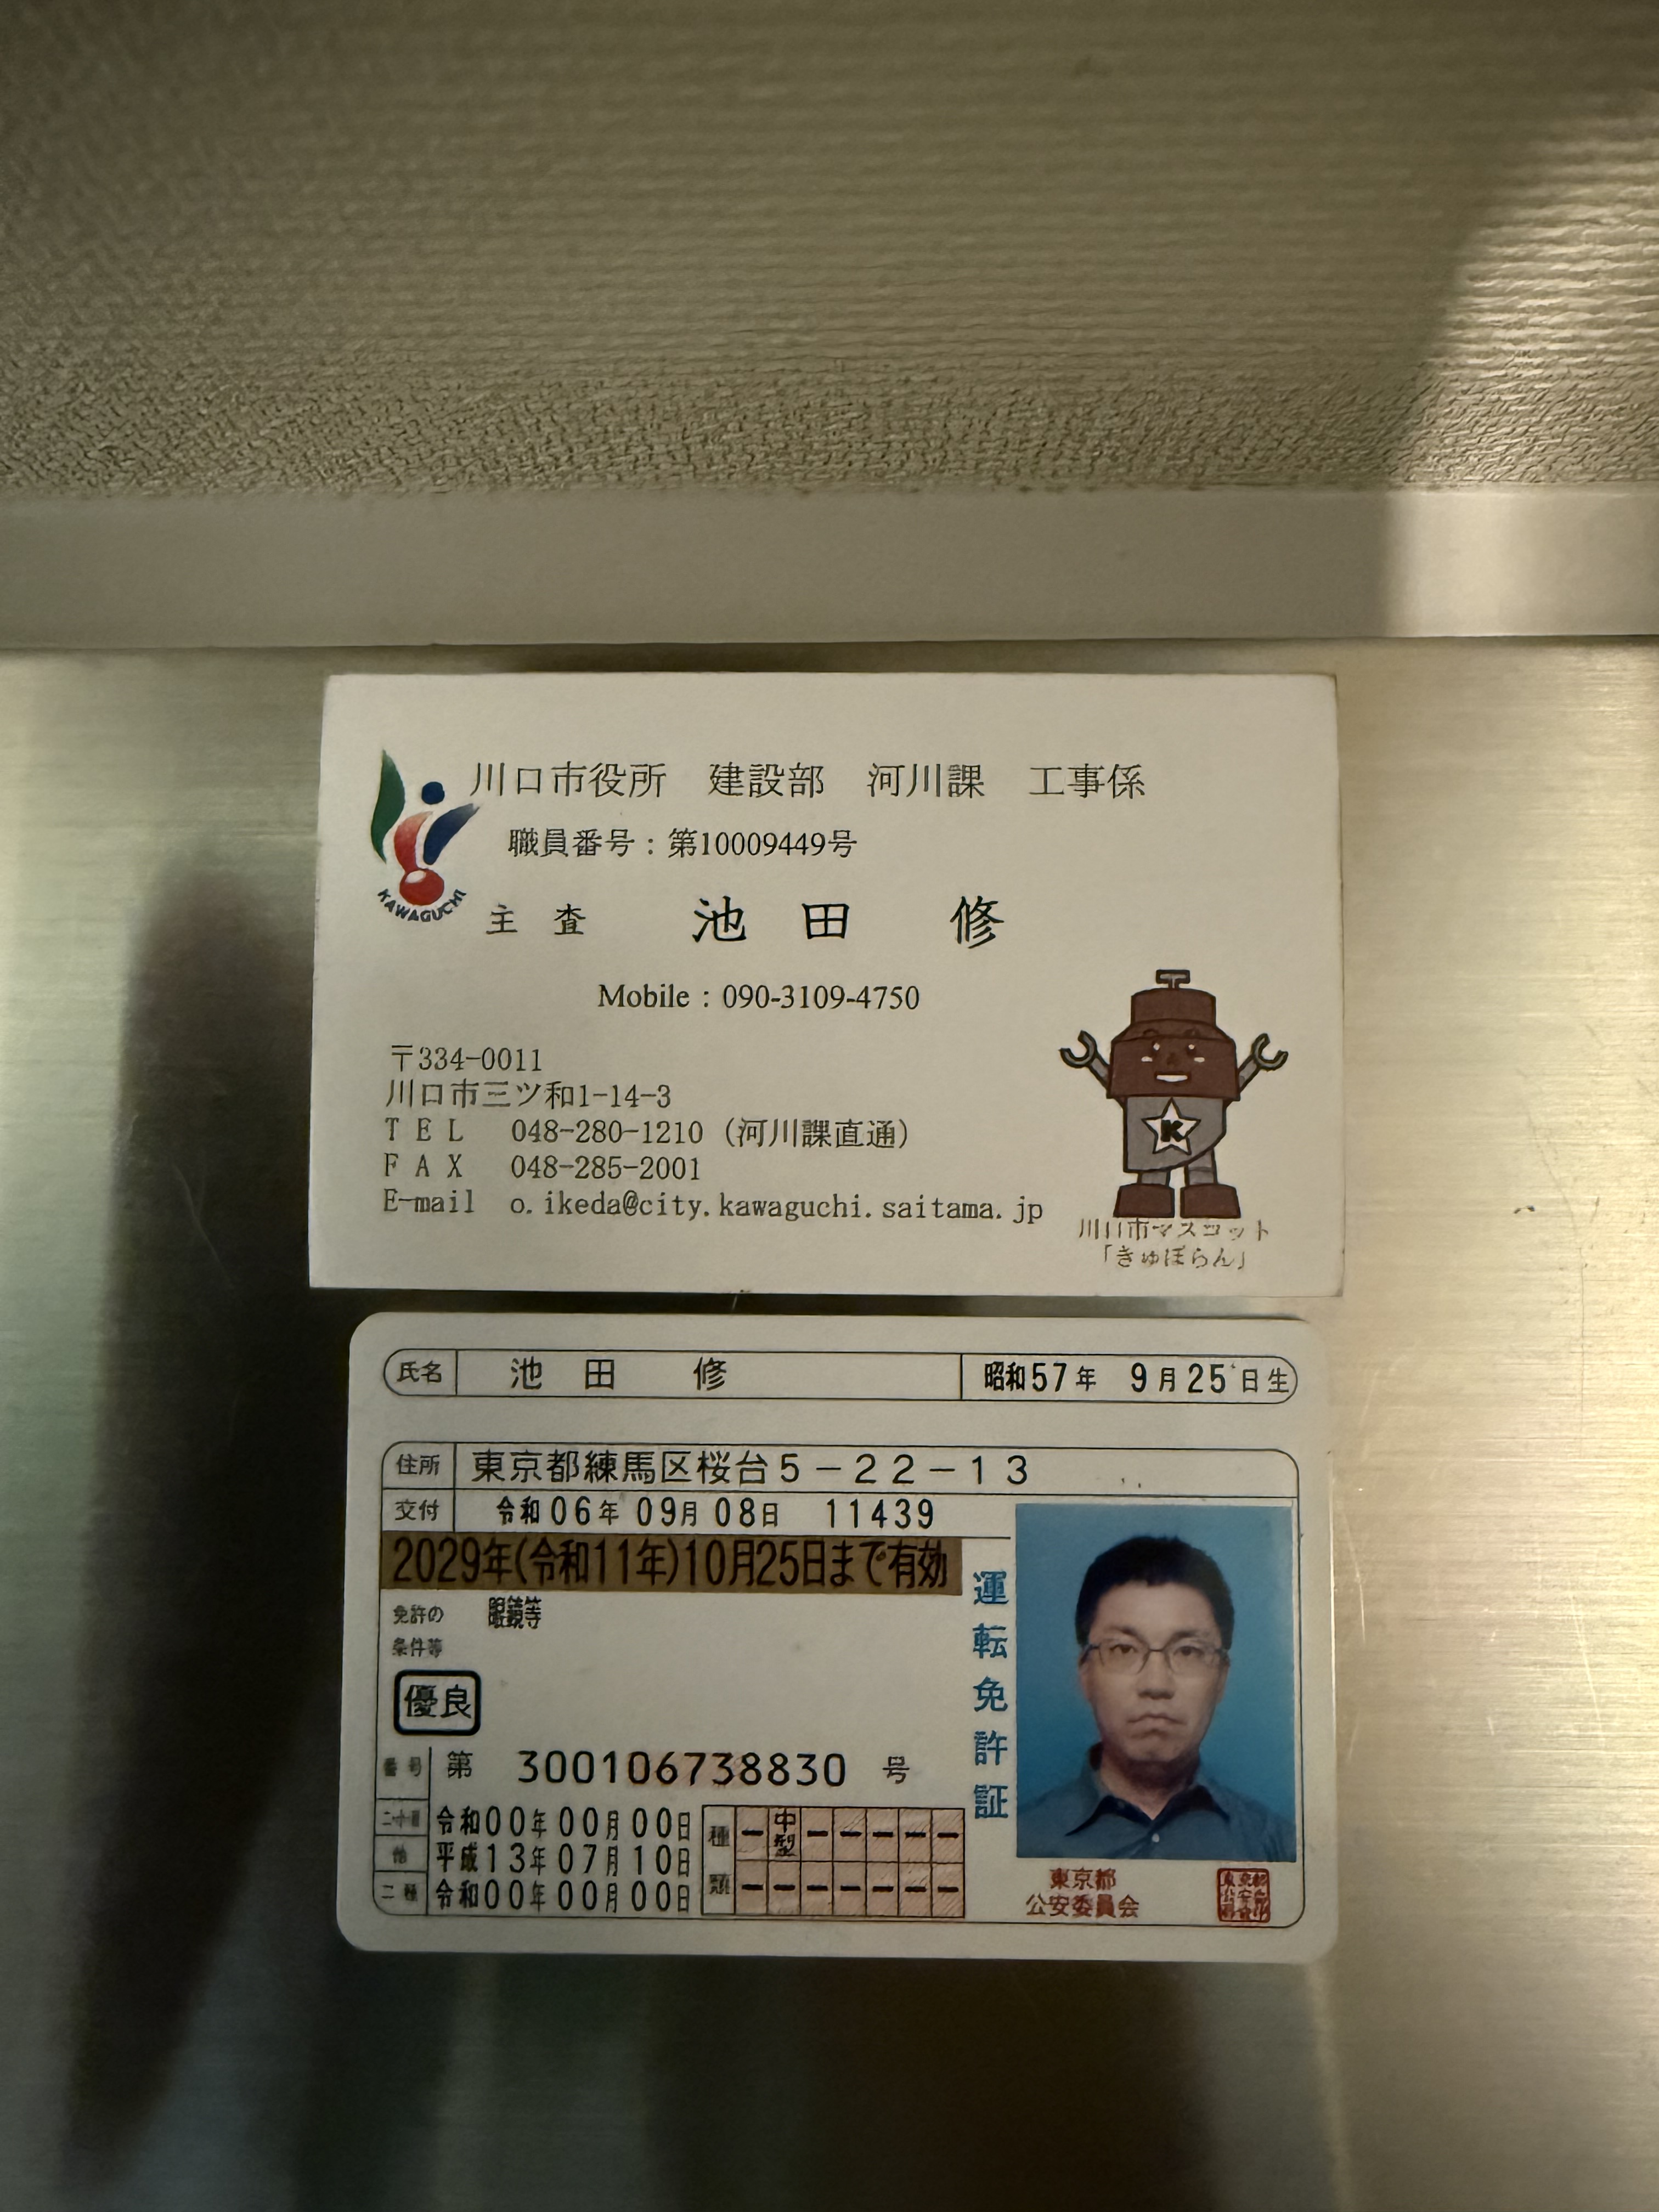 川口市役所　建設部　河川課　工事係
職員番号：第10009449号
KAWAGUCHI
主査　池田　修
Mobile：090-3109-4750
〒334-0011
川口市三ツ和1-14-3
ＴＥＬ　048-280-1210（河川課直通）
ＦＡＸ　048-285-2001
E-mail　o.ikeda@city.kawaguchi.saitama.jp
K
川口市マスコット
「きゅぽらん」
氏名　池田　修　昭和57年 9月25日生
住所　東京都練馬区桜台５－２２－１３
交付　令和06年09月08日　11439
2029年(令和11年)10月25日まで有効
免許の　眼鏡等
条件等
優良
運転免許証
番号　第　300106738830　号
令和00年00月00日
平成13年07月10日
二種　令和00年00月00日
種類　中型
東京都
公安委員会